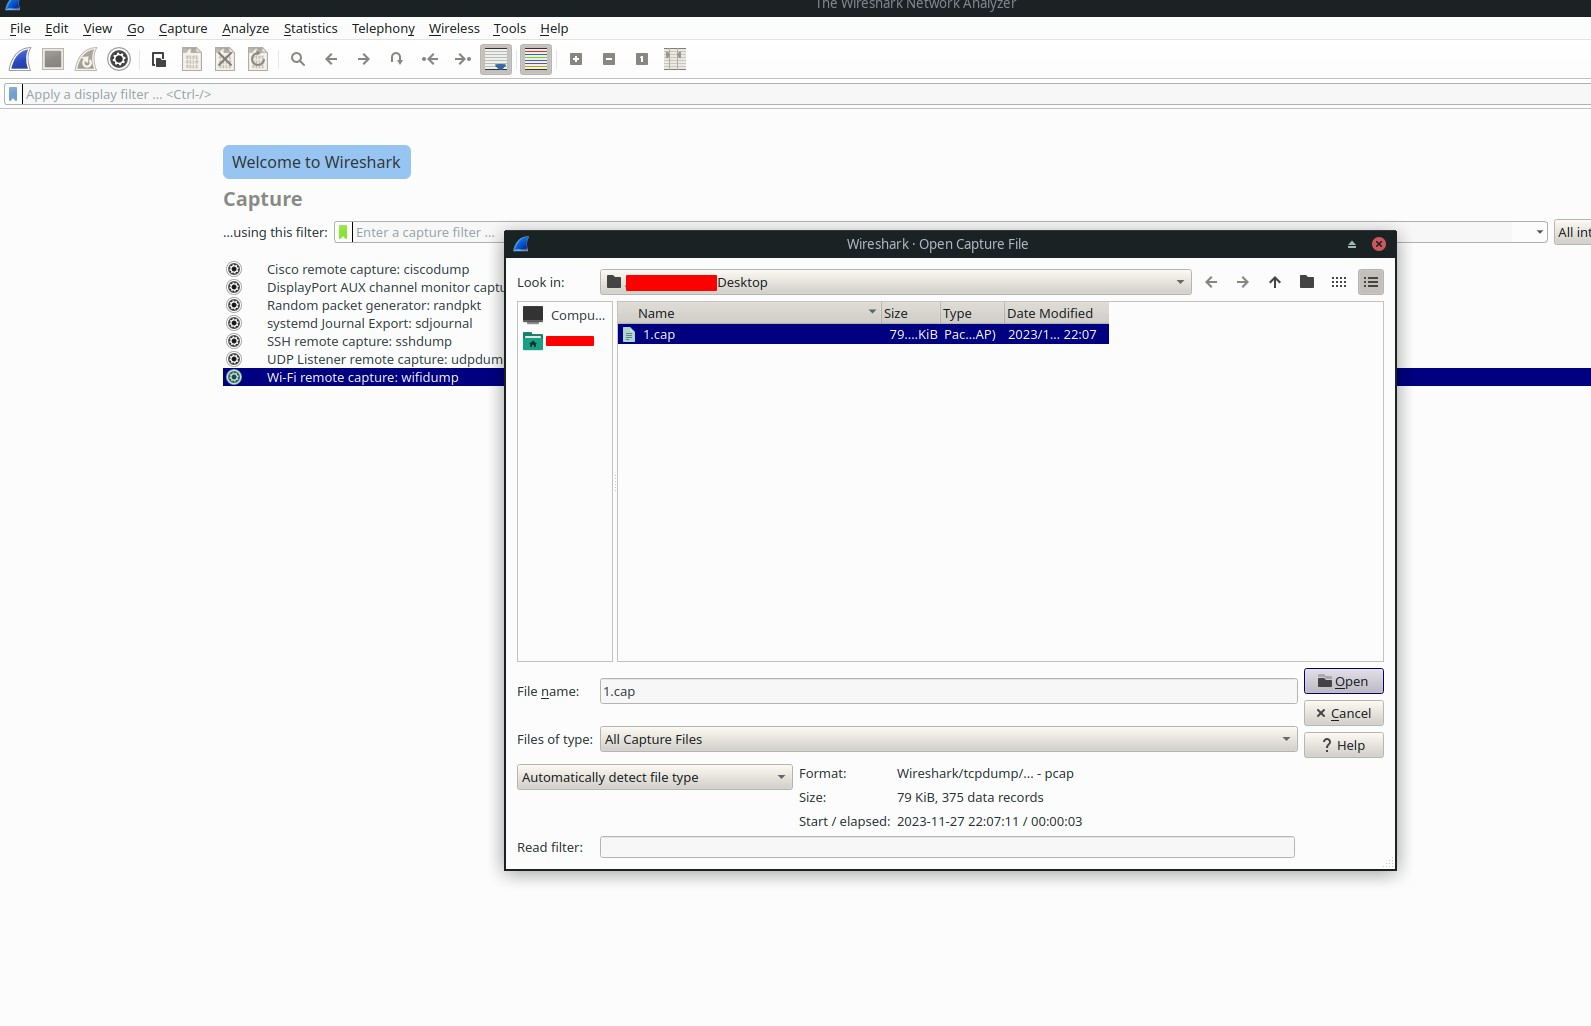 The Wireshark Network Analyzer
File Edit View Go Capture Analyze Statistics Telephony Wireless Tools Help
Apply a display filter ... <Ctrl-/>
Welcome to Wireshark
Capture
...using this filter: Enter a capture filter ... All int
Cisco remote capture: ciscodump
DisplayPort AUX channel monitor captu
Random packet generator: randpkt
systemd Journal Export: sdjournal
SSH remote capture: sshdump
UDP Listener remote capture: udpdum
Wi-Fi remote capture: wifidump
Wireshark · Open Capture File
Look in: Desktop
Compu...
Name Size Type Date Modified
1.cap 79....KiB Pac...AP) 2023/1... 22:07
File name: 1.cap
Open
Cancel
Files of type: All Capture Files
Help
Automatically detect file type
Format: Wireshark/tcpdump/... - pcap
Size: 79 KiB, 375 data records
Start / elapsed: 2023-11-27 22:07:11 / 00:00:03
Read filter: